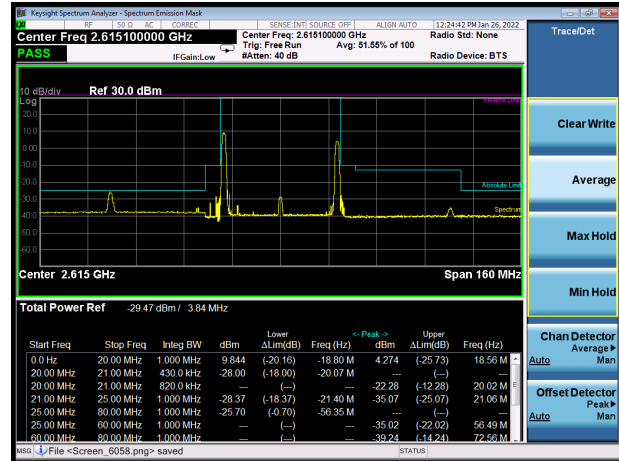 Keysight Spectrum Analyzer - Spectrum Emission Mask
LXI RF 50 Ω AC CORREC SENSE:INT SOURCE OFF ALIGN AUTO 12:24:42 PM Jan 26, 2022
Center Freq 2.615100000 GHz Center Freq: 2.615100000 GHz Radio Std: None Trace/Det
Trig: Free Run Avg: 51.55% of 100
PASS IFGain:Low #Atten: 40 dB Radio Device: BTS
10 dB/div Ref 30.0 dBm
Log Relative Limit
20.0
10.0 Clear Write
0.00
-10.0
-20.0 Absolute Limit Average
-30.0
-40.0 Spectrum
-50.0 Max Hold
-60.0
Center 2.615 GHz Span 160 MHz
Min Hold
Total Power Ref -29.47 dBm / 3.84 MHz
Lower <- Peak -> Upper
Start Freq Stop Freq Integ BW dBm ΔLim(dB) Freq (Hz) dBm ΔLim(dB) Freq (Hz)
Chan Detector
Average
Auto Man
0.0 Hz 20.00 MHz 1.000 MHz 9.844 (-20.16) -18.80 M 4.274 (-25.73) 18.56 M
20.00 MHz 21.00 MHz 430.0 kHz -28.00 (-18.00) -20.07 M --- (---)
20.00 MHz 21.00 MHz 820.0 kHz --- (---) -22.28 (-12.28) 20.02 M
21.00 MHz 25.00 MHz 1.000 MHz -28.37 (-18.37) -21.40 M -35.07 (-25.07) 21.06 M
25.00 MHz 80.00 MHz 1.000 MHz -25.70 (-0.70) -56.35 M --- (---)
25.00 MHz 60.00 MHz 1.000 MHz --- (---) -35.02 (-22.02) 56.49 M
60.00 MHz 80.00 MHz 1.000 MHz --- (---) -39.24 (-14.24) 72.56 M
Offset Detector
Peak
Auto Man
MSG File <Screen_6058.png> saved STATUS